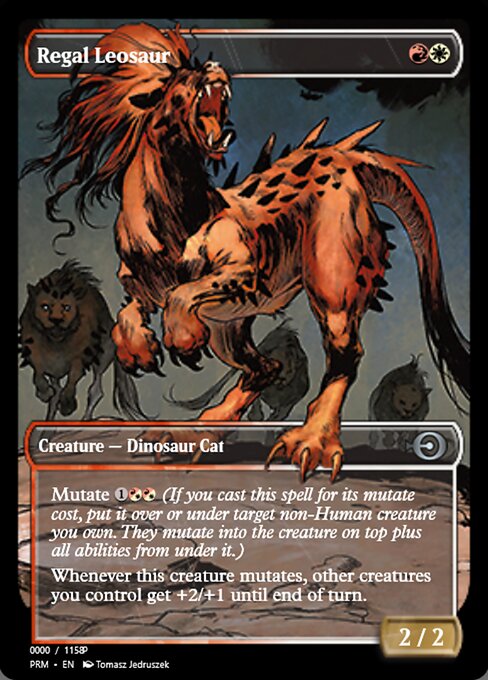 Regal Leosaur
Creature — Dinosaur Cat
Mutate 1 (If you cast this spell for its mutate
cost, put it over or under target non-Human creature
you own. They mutate into the creature on top plus
all abilities from under it.)
Whenever this creature mutates, other creatures
you control get +2/+1 until end of turn.
2/2
0000 / 1158P
PRM • EN Tomasz Jedruszek